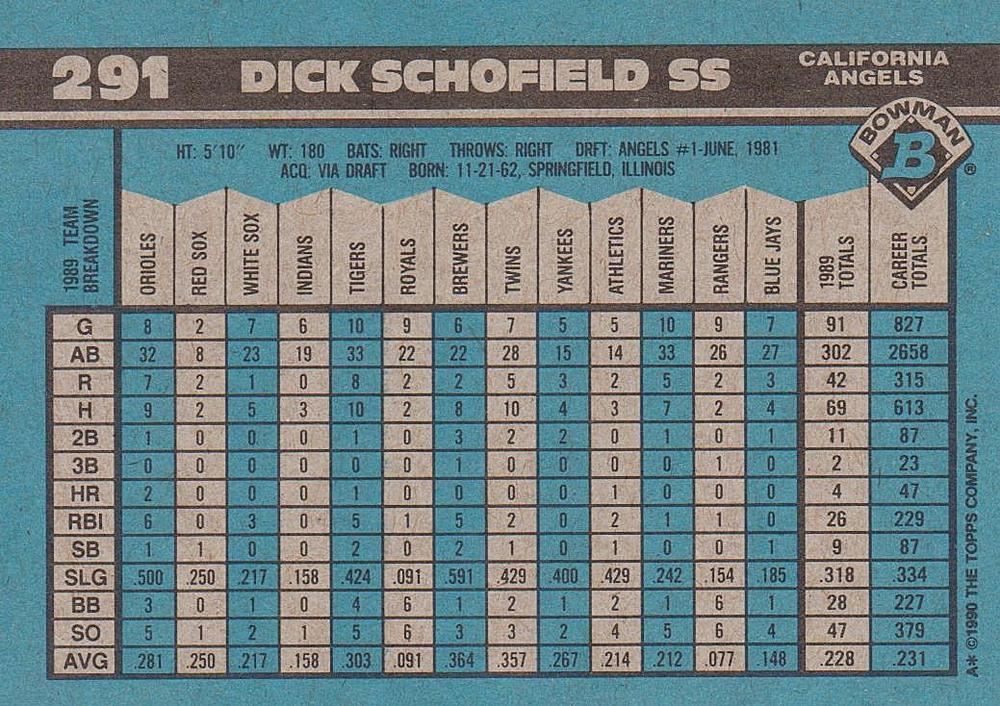 291 DICK SCHOFIELD SS CALIFORNIA ANGELS
BOWMAN
B
®
HT: 5'10" WT: 180 BATS: RIGHT THROWS: RIGHT DRFT: ANGELS #1-JUNE, 1981
ACQ: VIA DRAFT BORN: 11-21-62, SPRINGFIELD, ILLINOIS
1989 TEAM BREAKDOWN ORIOLES RED SOX WHITE SOX INDIANS TIGERS ROYALS BREWERS TWINS YANKEES ATHLETICS MARINERS RANGERS BLUE JAYS 1989 TOTALS CAREER TOTALS
G 8 2 7 6 10 9 6 7 5 5 10 9 7 91 827
AB 32 8 23 19 33 22 22 28 15 14 33 26 27 302 2658
R 7 2 1 0 8 2 2 5 3 2 5 2 3 42 315
H 9 2 5 3 10 2 8 10 4 3 7 2 4 69 613
2B 1 0 0 0 1 0 3 2 2 0 1 0 1 11 87
3B 0 0 0 0 0 0 1 0 0 0 0 1 0 2 23
HR 2 0 0 0 1 0 0 0 0 1 0 0 0 4 47
RBI 6 0 3 0 5 1 5 2 0 2 1 1 0 26 229
SB 1 1 0 0 2 0 2 1 0 1 0 0 1 9 87
SLG .500 .250 .217 .158 .424 .091 .591 .429 .400 .429 .242 .154 .185 .318 .334
BB 3 0 1 0 4 6 1 2 1 2 1 6 1 28 227
SO 5 1 2 1 5 6 3 3 2 4 5 6 4 47 379
AVG .281 .250 .217 .158 .303 .091 .364 .357 .267 .214 .212 .077 .148 .228 .231
A* ©1990 THE TOPPS COMPANY, INC.